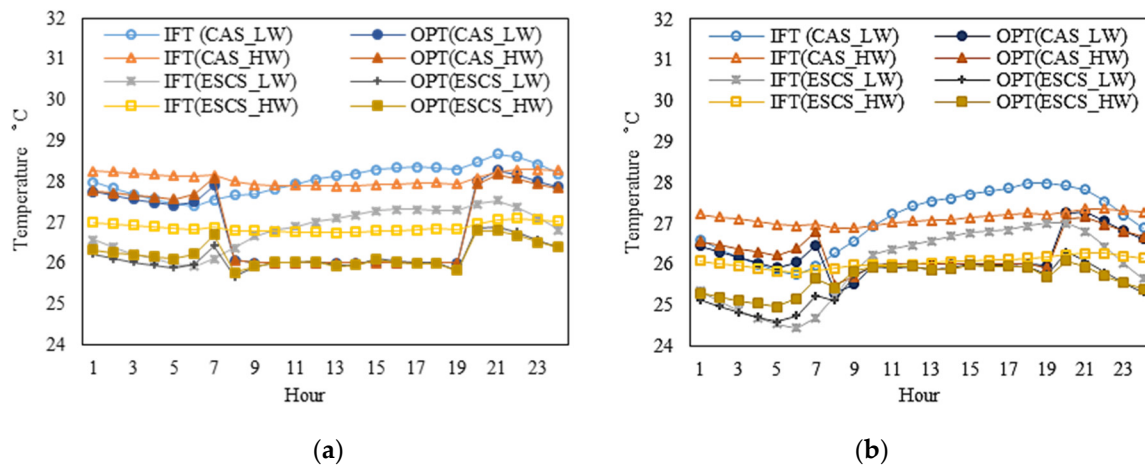 32
31
30
29
28
27
26
25
24
Temperature °C
IFT (CAS_LW)
OPT(CAS_LW)
IFT(CAS_HW)
OPT(CAS_HW)
IFT(ESCS_LW)
OPT(ESCS_LW)
IFT(ESCS_HW)
OPT(ESCS_HW)
1 3 5 7 9 11 13 15 17 19 21 23
Hour
(a)
32
31
30
29
28
27
26
25
24
Temperature °C
IFT (CAS_LW)
OPT(CAS_LW)
IFT(CAS_HW)
OPT(CAS_HW)
IFT(ESCS_LW)
OPT(ESCS_LW)
IFT(ESCS_HW)
OPT(ESCS_HW)
1 3 5 7 9 11 13 15 17 19 21 23
Hour
(b)